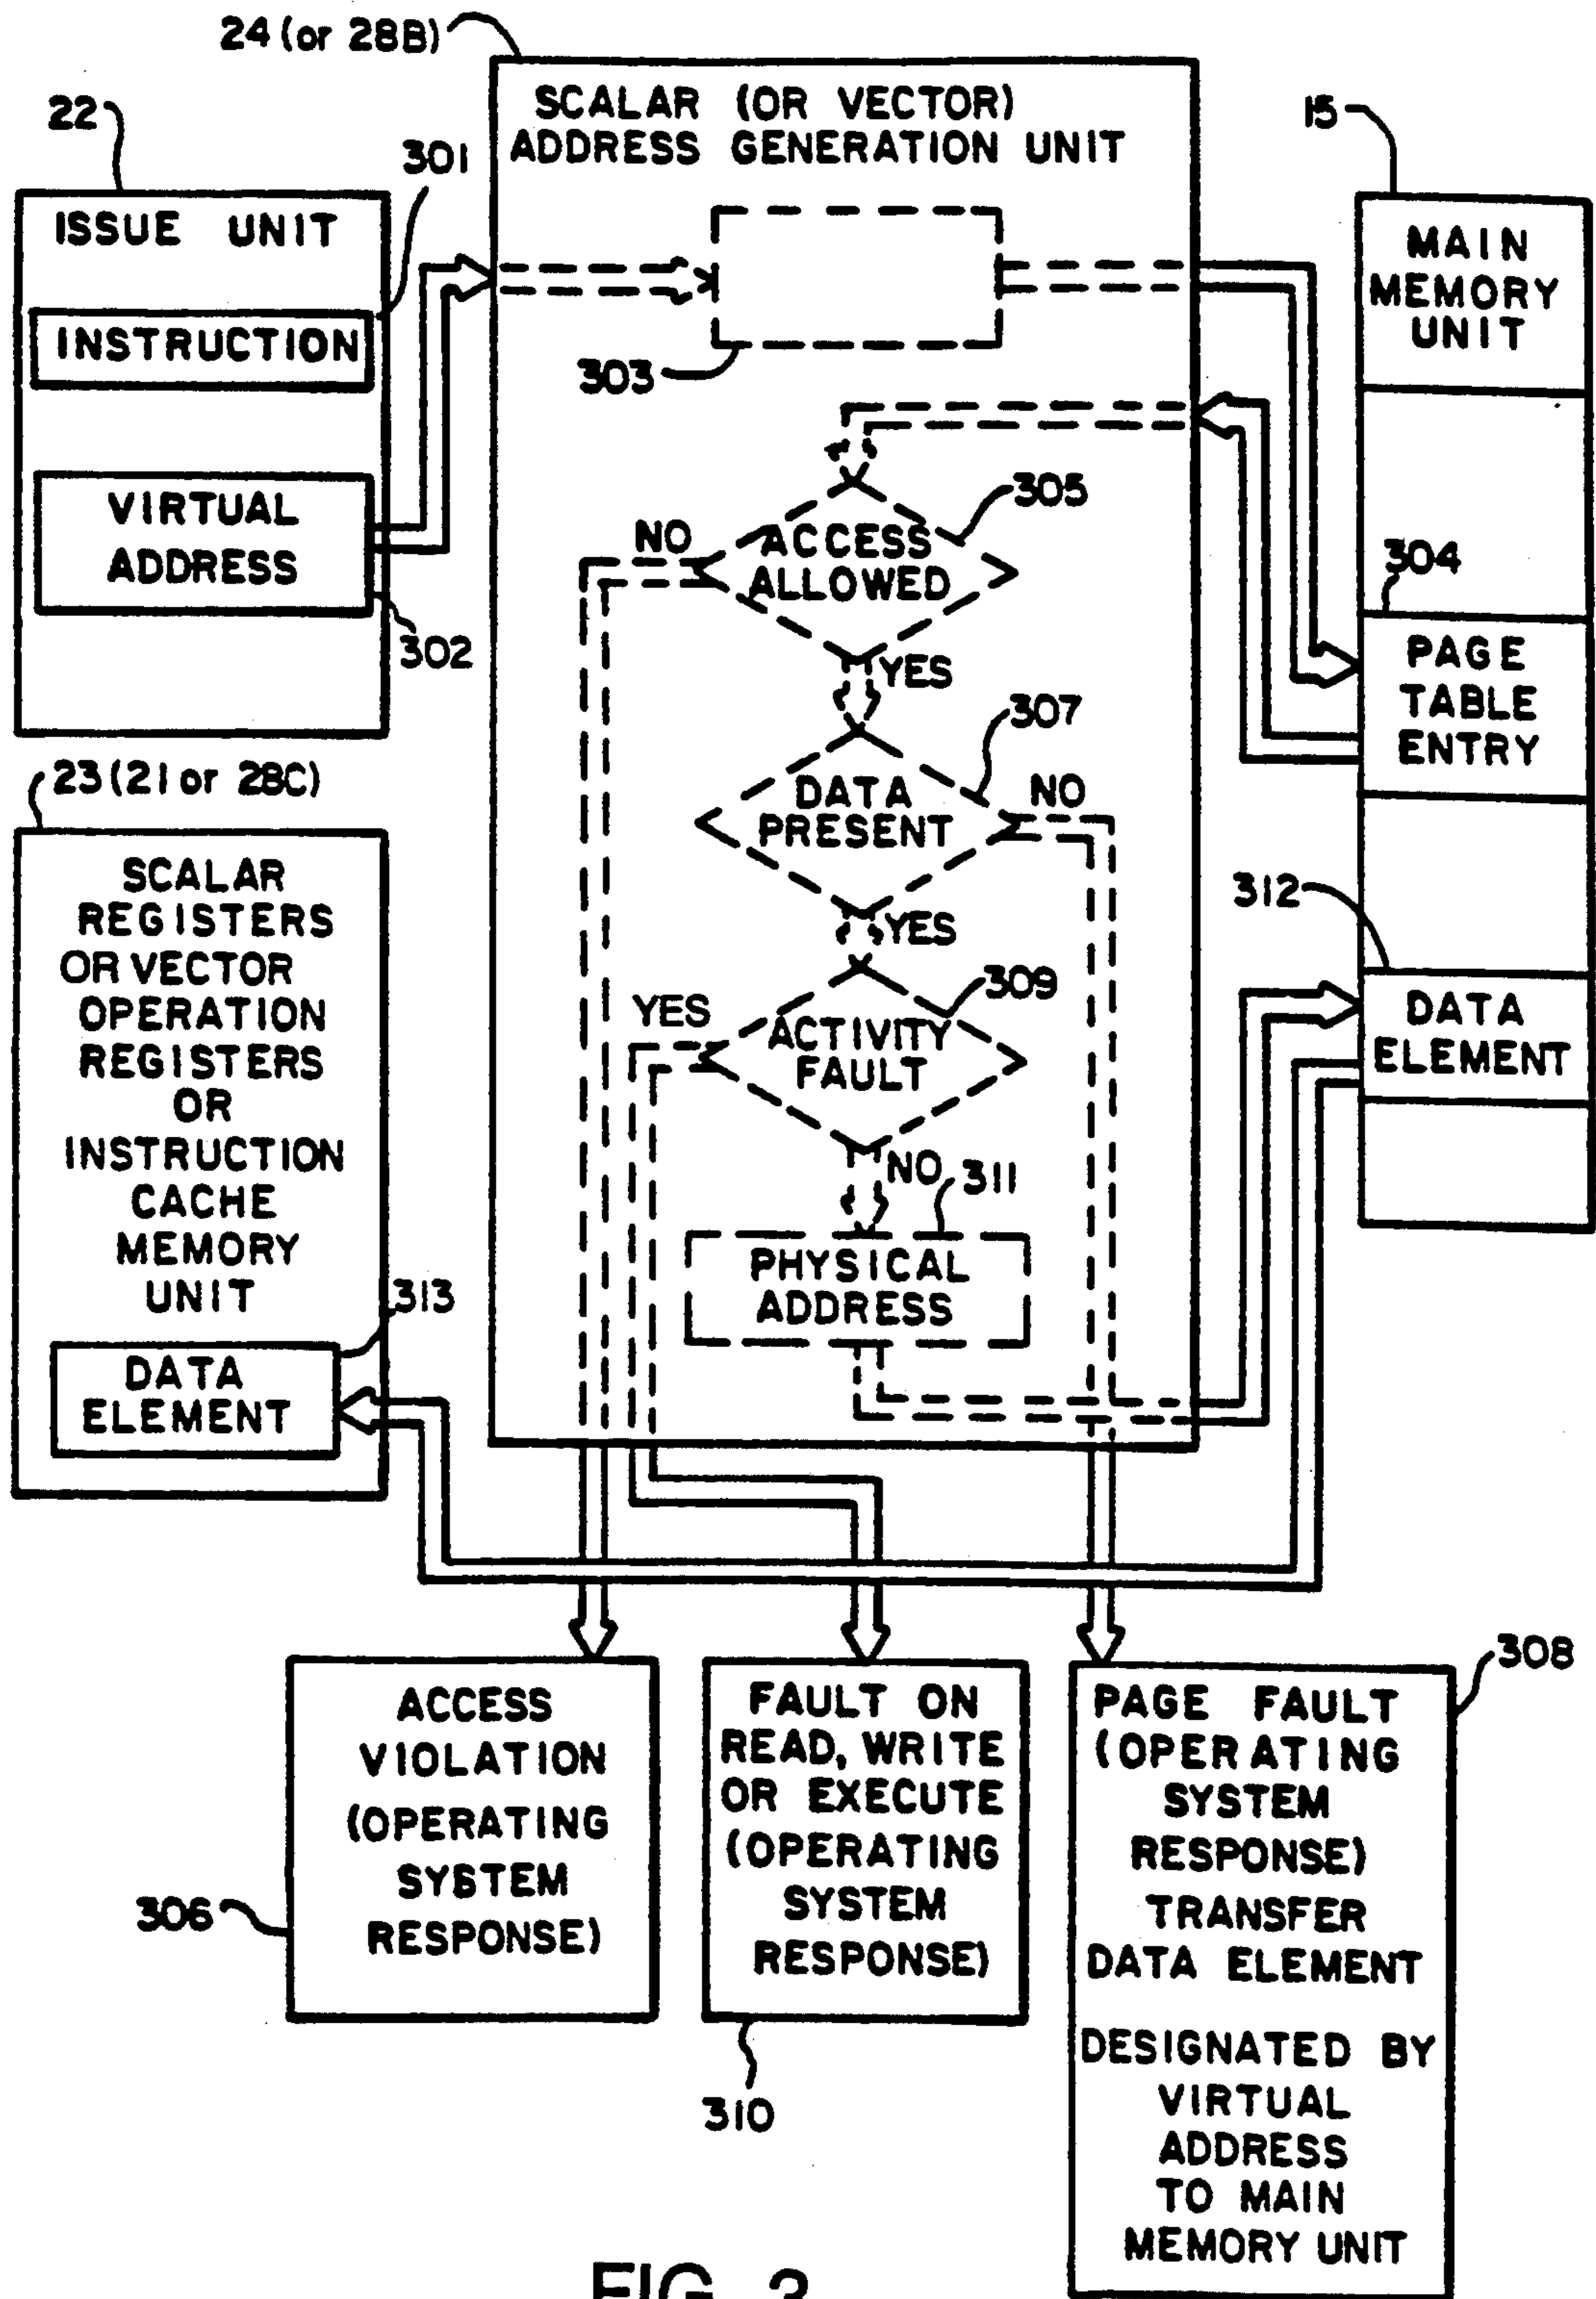 24 (or 28B)
SCALAR (OR VECTOR)
ADDRESS GENERATION UNIT
22
301
ISSUE UNIT
INSTRUCTION
VIRTUAL
ADDRESS
302
303
15
MAIN
MEMORY
UNIT
305
ACCESS
ALLOWED
NO
YES
304
PAGE
TABLE
ENTRY
307
DATA
PRESENT
NO
YES
23 (21 or 28C)
SCALAR
REGISTERS
OR VECTOR
OPERATION
REGISTERS
OR
INSTRUCTION
CACHE
MEMORY
UNIT
313
DATA
ELEMENT
309
YES
ACTIVITY
FAULT
NO
311
PHYSICAL
ADDRESS
312
DATA
ELEMENT
ACCESS
VIOLATION
(OPERATING
SYSTEM
RESPONSE)
306
FAULT ON
READ, WRITE
OR EXECUTE
(OPERATING
SYSTEM
RESPONSE)
310
308
PAGE FAULT
(OPERATING
SYSTEM
RESPONSE)
TRANSFER
DATA ELEMENT
DESIGNATED BY
VIRTUAL
ADDRESS
TO MAIN
MEMORY UNIT
FIG. 3